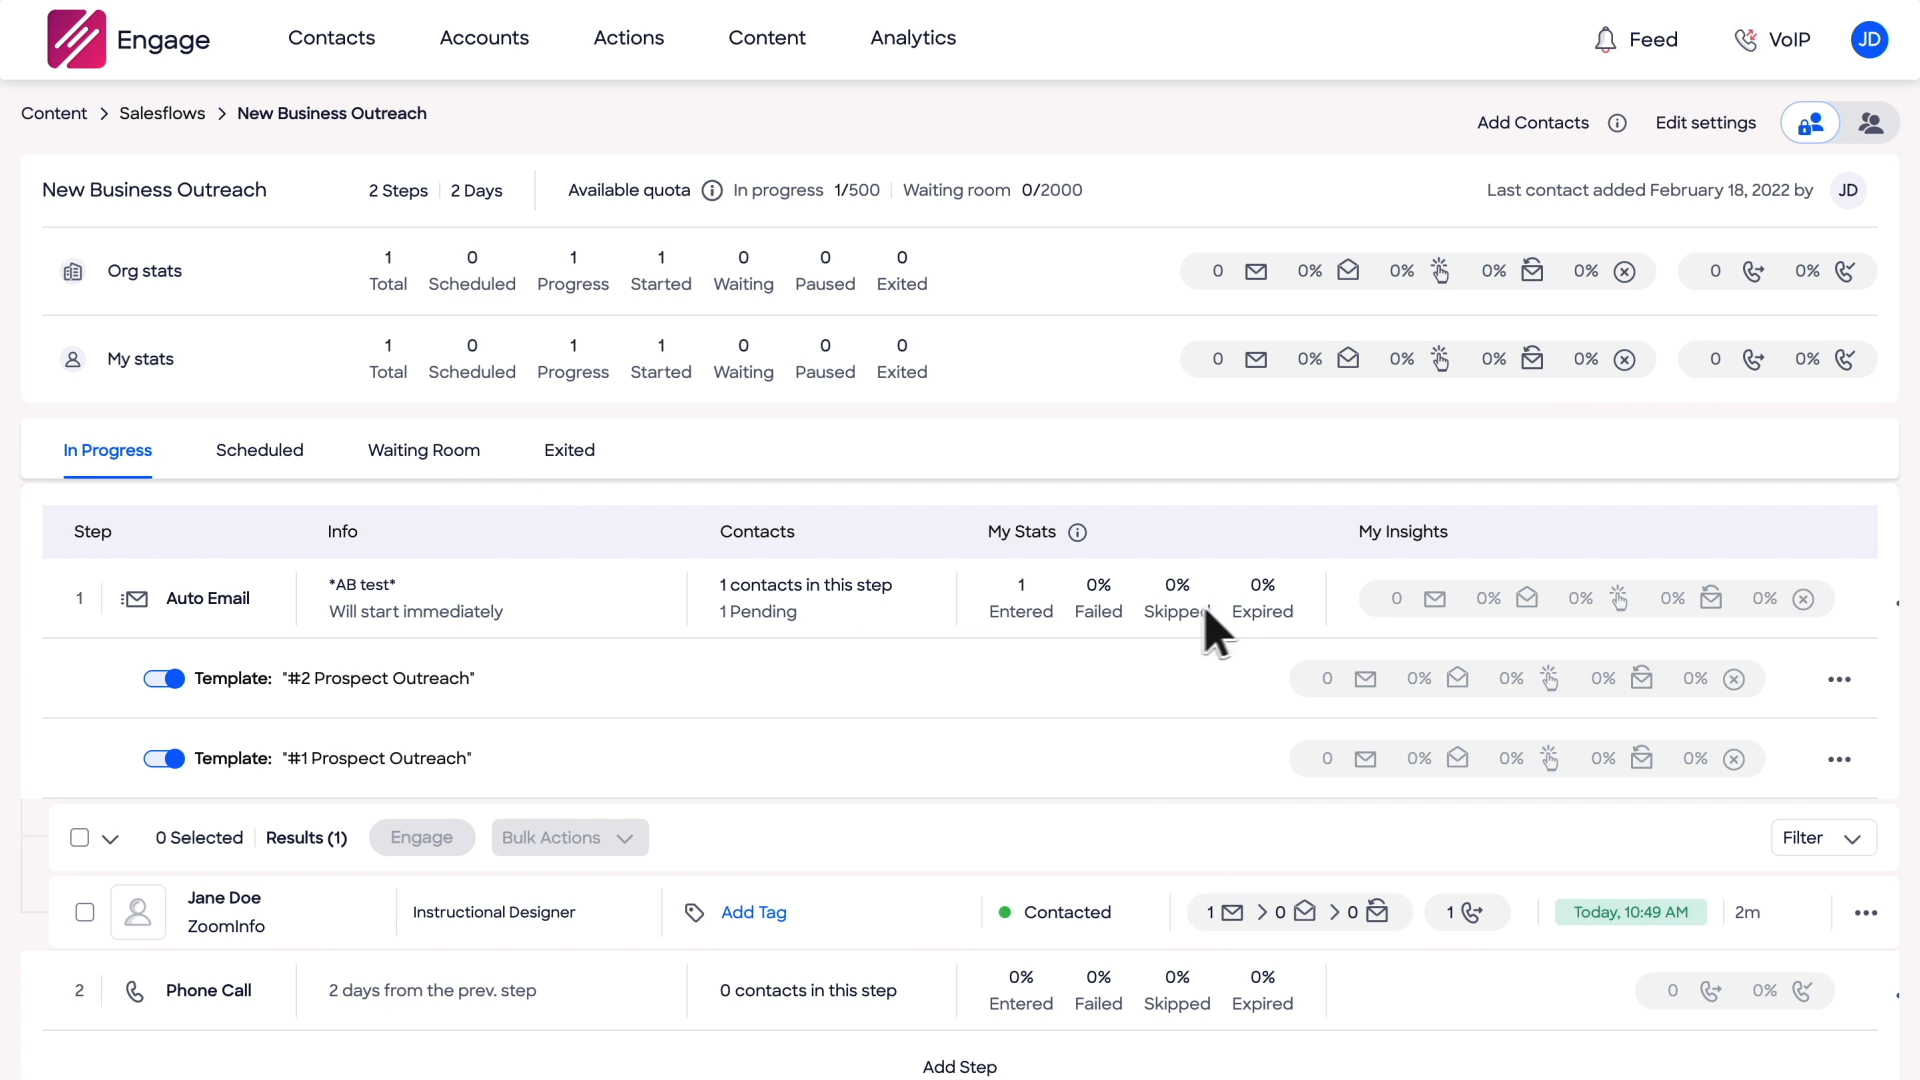 Engage
Contacts Accounts Actions Content Analytics
Feed VoIP JD
Content > Salesflows > New Business Outreach
Add Contacts Edit settings
New Business Outreach 2 Steps 2 Days Available quota In progress 1/500 Waiting room 0/2000 Last contact added February 18, 2022 by JD
Org stats
1 0 1 1 0 0 0
Total Scheduled Progress Started Waiting Paused Exited
0 0% 0% 0% 0% 0 0%
My stats
1 0 1 1 0 0 0
Total Scheduled Progress Started Waiting Paused Exited
0 0% 0% 0% 0% 0 0%
In Progress Scheduled Waiting Room Exited
Step Info Contacts My Stats My Insights
1 Auto Email
*AB test*
Will start immediately
1 contacts in this step
1 Pending
1 0% 0% 0%
Entered Failed Skipped Expired
0 0% 0% 0% 0%
Template: "#2 Prospect Outreach" 0 0% 0% 0% 0%
Template: "#1 Prospect Outreach" 0 0% 0% 0% 0%
0 Selected Results (1) Engage Bulk Actions Filter
Jane Doe
ZoomInfo
Instructional Designer Add Tag Contacted 1 > 0 > 0 1 Today, 10:49 AM 2m
2 Phone Call 2 days from the prev. step 0 contacts in this step
0% 0% 0% 0%
Entered Failed Skipped Expired
0 0%
Add Step